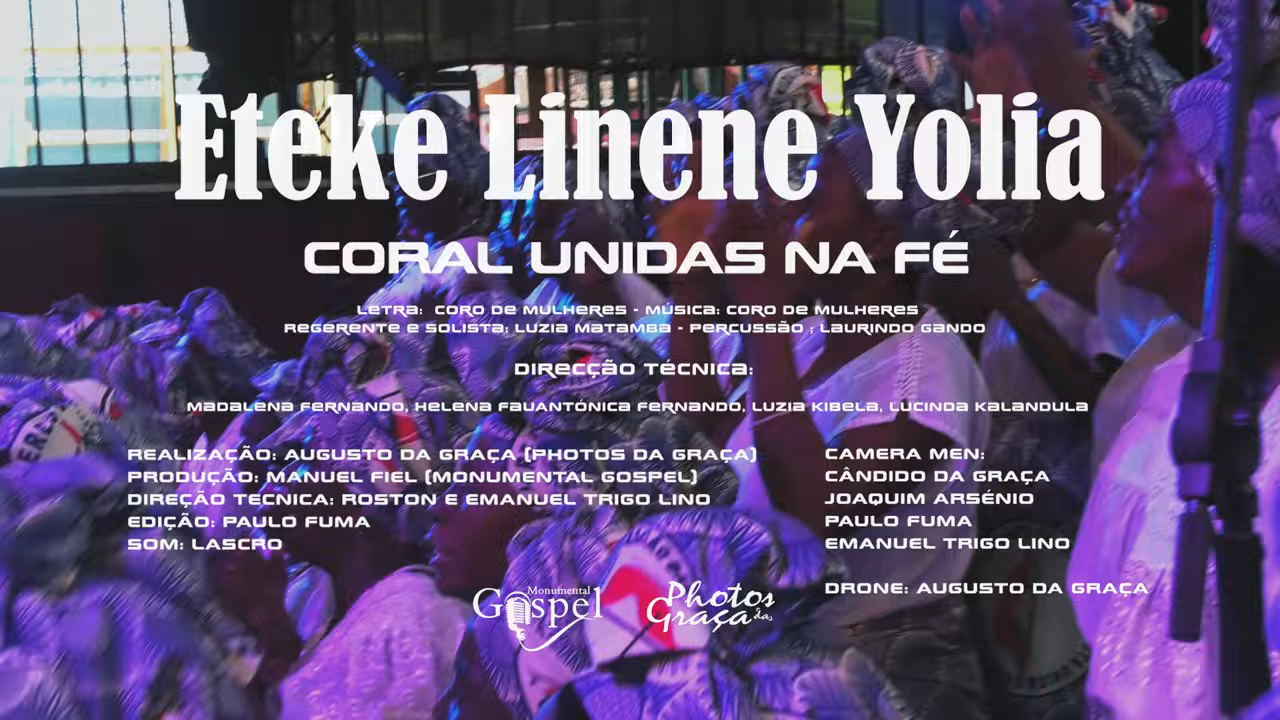 Eteke Linene Yolia
CORAL UNIDAS NA FÉ
LETRA: CORO DE MULHERES - MÚSICA: CORO DE MULHERES
REGERENTE E SOLISTA: LUZIA MATAMBA - PERCUSSÃO : LAURINDO GANDO
DIRECÇÃO TÉCNICA:
MADALENA FERNANDO, HELENA FAUANTÓNICA FERNANDO, LUZIA KIBELA, LUCINDA KALANDULA
REALIZAÇÃO: AUGUSTO DA GRAÇA (PHOTOS DA GRAÇA)
PRODUÇÃO: MANUEL FIEL (MONUMENTAL GOSPEL)
DIREÇÃO TECNICA: ROSTON E EMANUEL TRIGO LINO
EDIÇÃO: PAULO FUMA
SOM: LASCRO
CAMERA MEN:
CÂNDIDO DA GRAÇA
JOAQUIM ARSÉNIO
PAULO FUMA
EMANUEL TRIGO LINO
DRONE: AUGUSTO DA GRAÇA
Monumental
Gospel
Photos
da
Graça